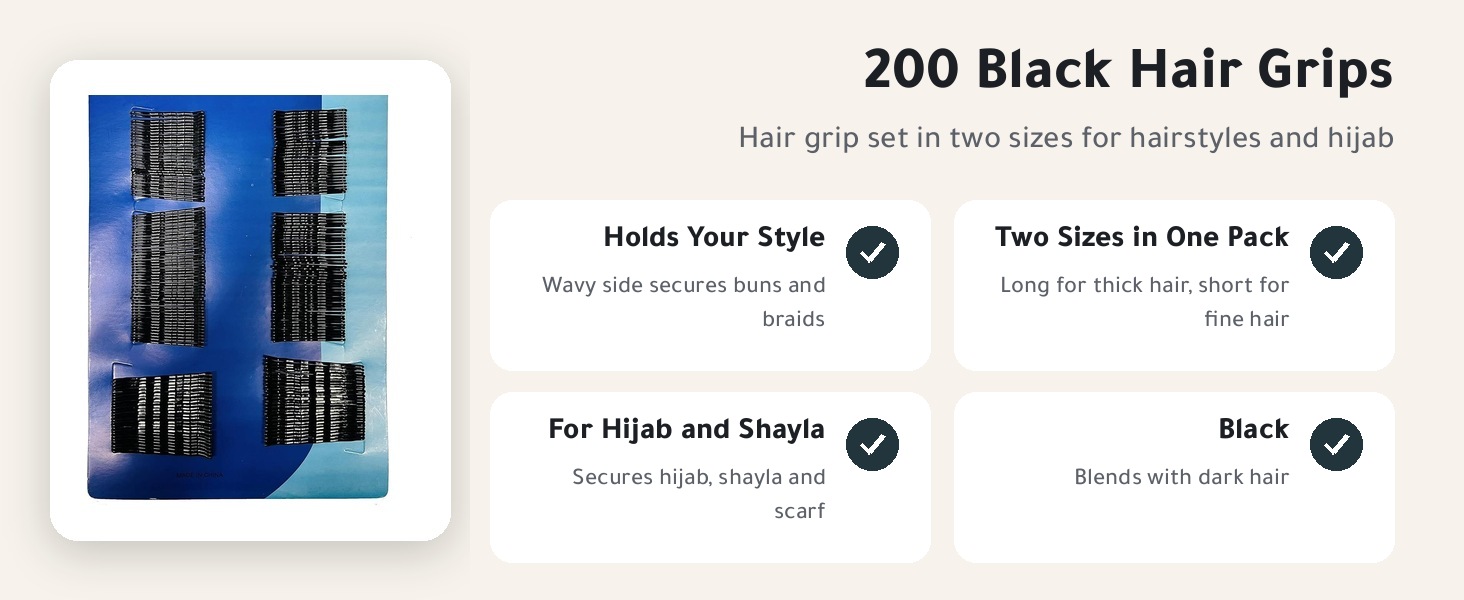 200 Black Hair Grips
Hair grip set in two sizes for hairstyles and hijab
Holds Your Style
Wavy side secures buns and
braids
Two Sizes in One Pack
Long for thick hair, short for
fine hair
For Hijab and Shayla
Secures hijab, shayla and
scarf
Black
Blends with dark hair